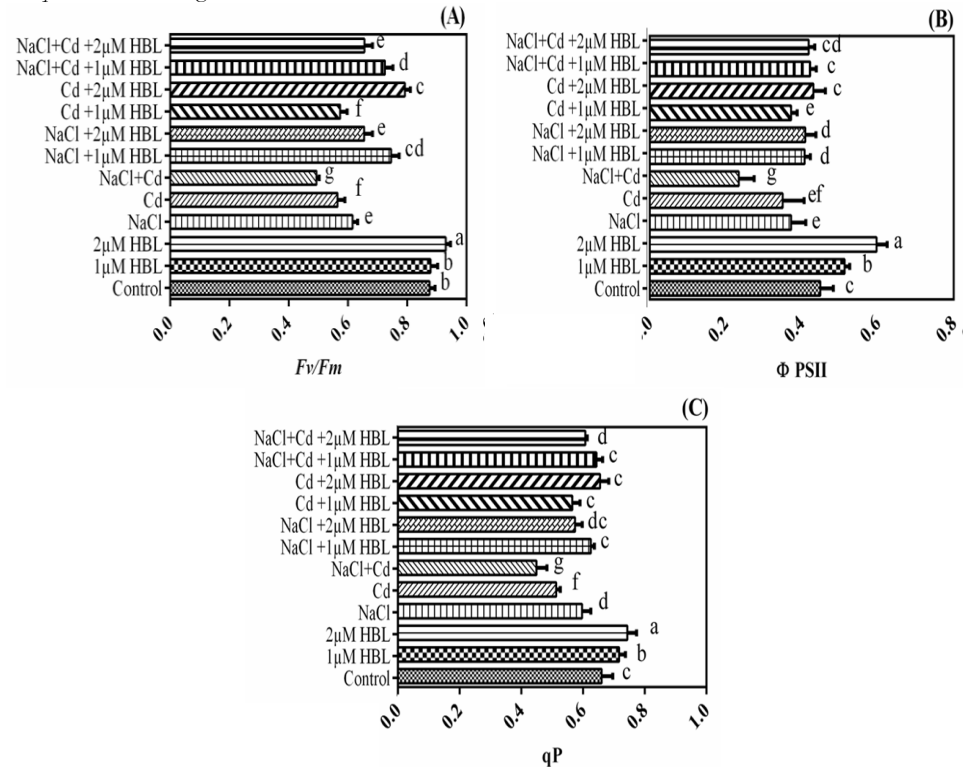 (A)
NaCl+Cd +2µM HBL
e
NaCl+Cd +1µM HBL
d
Cd +2µM HBL
c
Cd +1µM HBL
f
NaCl +2µM HBL
e
NaCl +1µM HBL
cd
NaCl+Cd
g
Cd
f
NaCl
e
2µM HBL
a
1µM HBL
b
Control
b
0.0 0.2 0.4 0.6 0.8 1.0
Fv/Fm
(B)
NaCl+Cd +2µM HBL
cd
NaCl+Cd +1µM HBL
c
Cd +2µM HBL
c
Cd +1µM HBL
e
NaCl +2µM HBL
d
NaCl +1µM HBL
d
NaCl+Cd
g
Cd
ef
NaCl
e
2µM HBL
a
1µM HBL
b
Control
c
0.2 0.4 0.6 0.8
Φ PSII
(C)
NaCl+Cd +2µM HBL
d
NaCl+Cd +1µM HBL
c
Cd +2µM HBL
c
Cd +1µM HBL
c
NaCl +2µM HBL
dc
NaCl +1µM HBL
c
NaCl+Cd
g
Cd
f
NaCl
d
2µM HBL
a
1µM HBL
b
Control
c
0.0 0.2 0.4 0.6 0.8 1.0
qP